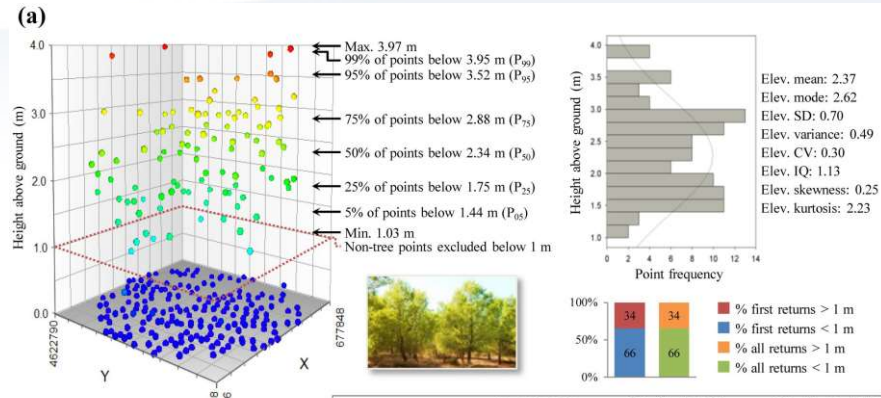 (a)
Height above ground (m)
4.0
3.0
2.0
1.0
0.0
4622790
Y
X
677848
Max. 3.97 m
99% of points below 3.95 m (P99)
95% of points below 3.52 m (P95)
75% of points below 2.88 m (P75)
50% of points below 2.34 m (P50)
25% of points below 1.75 m (P25)
5% of points below 1.44 m (P05)
Min. 1.03 m
Non-tree points excluded below 1 m
Height above ground (m)
4.0
3.5
3.0
2.5
2.0
1.5
1.0
0 2 4 6 8 10 12 14
Point frequency
Elev. mean: 2.37
Elev. mode: 2.62
Elev. SD: 0.70
Elev. variance: 0.49
Elev. CV: 0.30
Elev. IQ: 1.13
Elev. skewness: 0.25
Elev. kurtosis: 2.23
100%
50%
0%
34 34
66 66
% first returns > 1 m
% first returns < 1 m
% all returns > 1 m
% all returns < 1 m